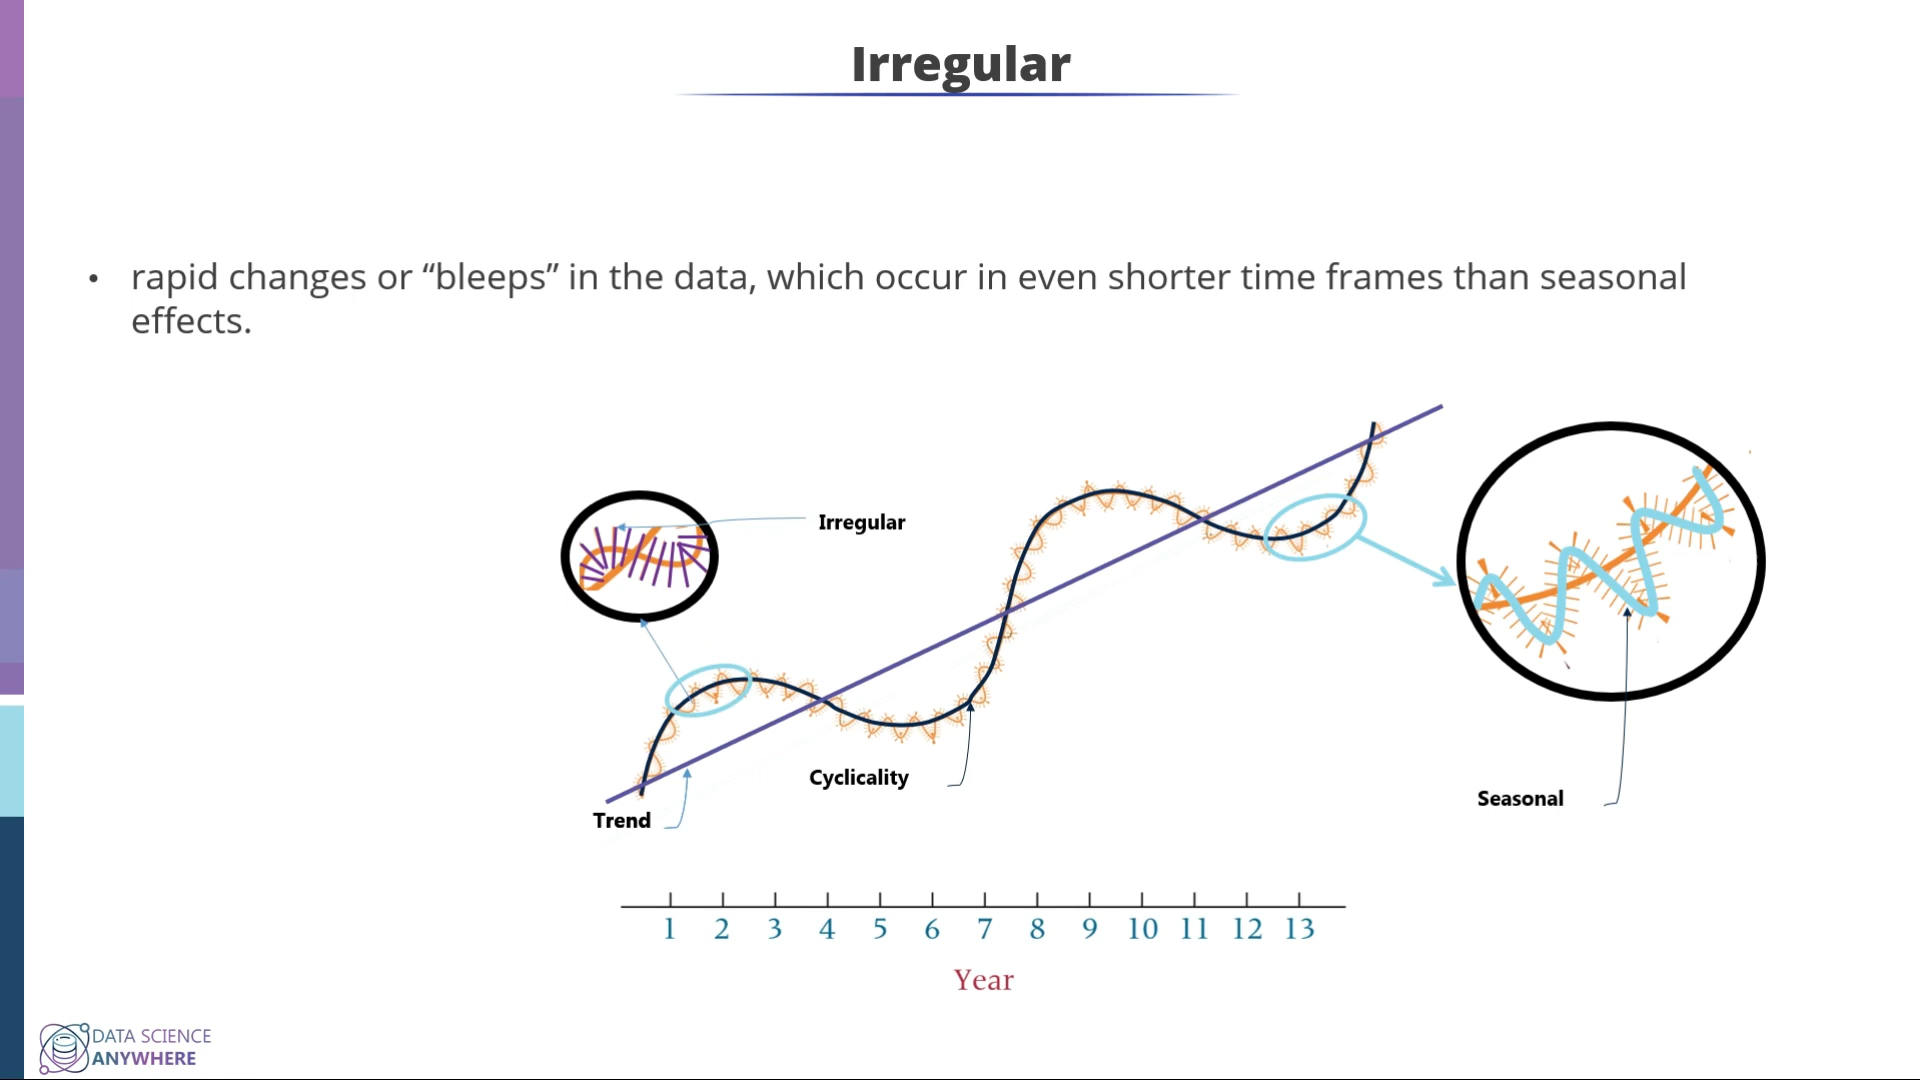 Irregular
• rapid changes or “bleeps” in the data, which occur in even shorter time frames than seasonal
effects.
Irregular
Cyclicality
Seasonal
Trend
1 2 3 4 5 6 7 8 9 10 11 12 13
Year
DATA SCIENCE
ANYWHERE